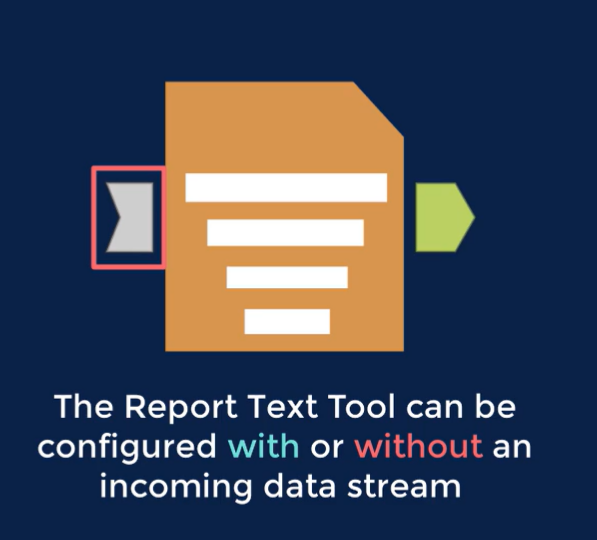 The Report Text Tool can be
configured with or without an
incoming data stream